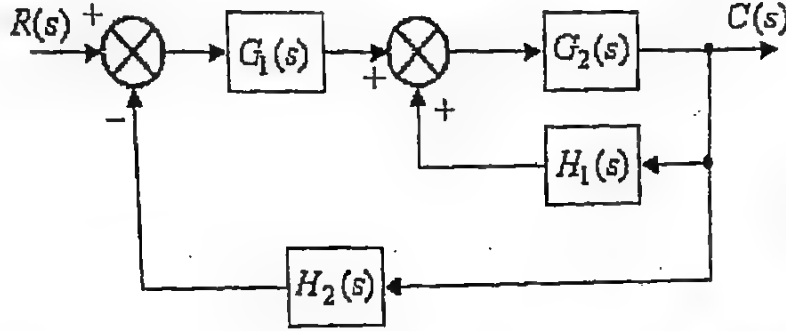 R(s)
+
G₁(s)
+
+
G₂(s)
C(s)
−
H₁(s)
H₂(s)